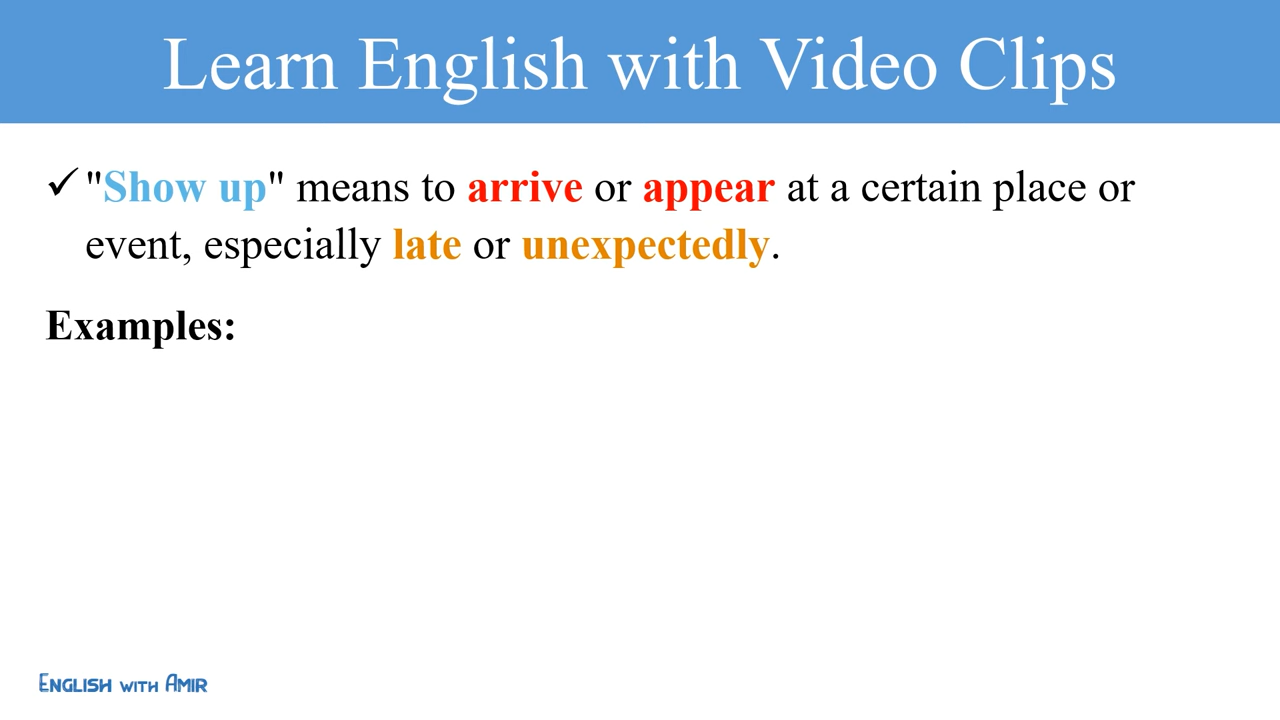 Learn English with Video Clips
✓ "Show up" means to arrive or appear at a certain place or
event, especially late or unexpectedly.
Examples:
English with Amir